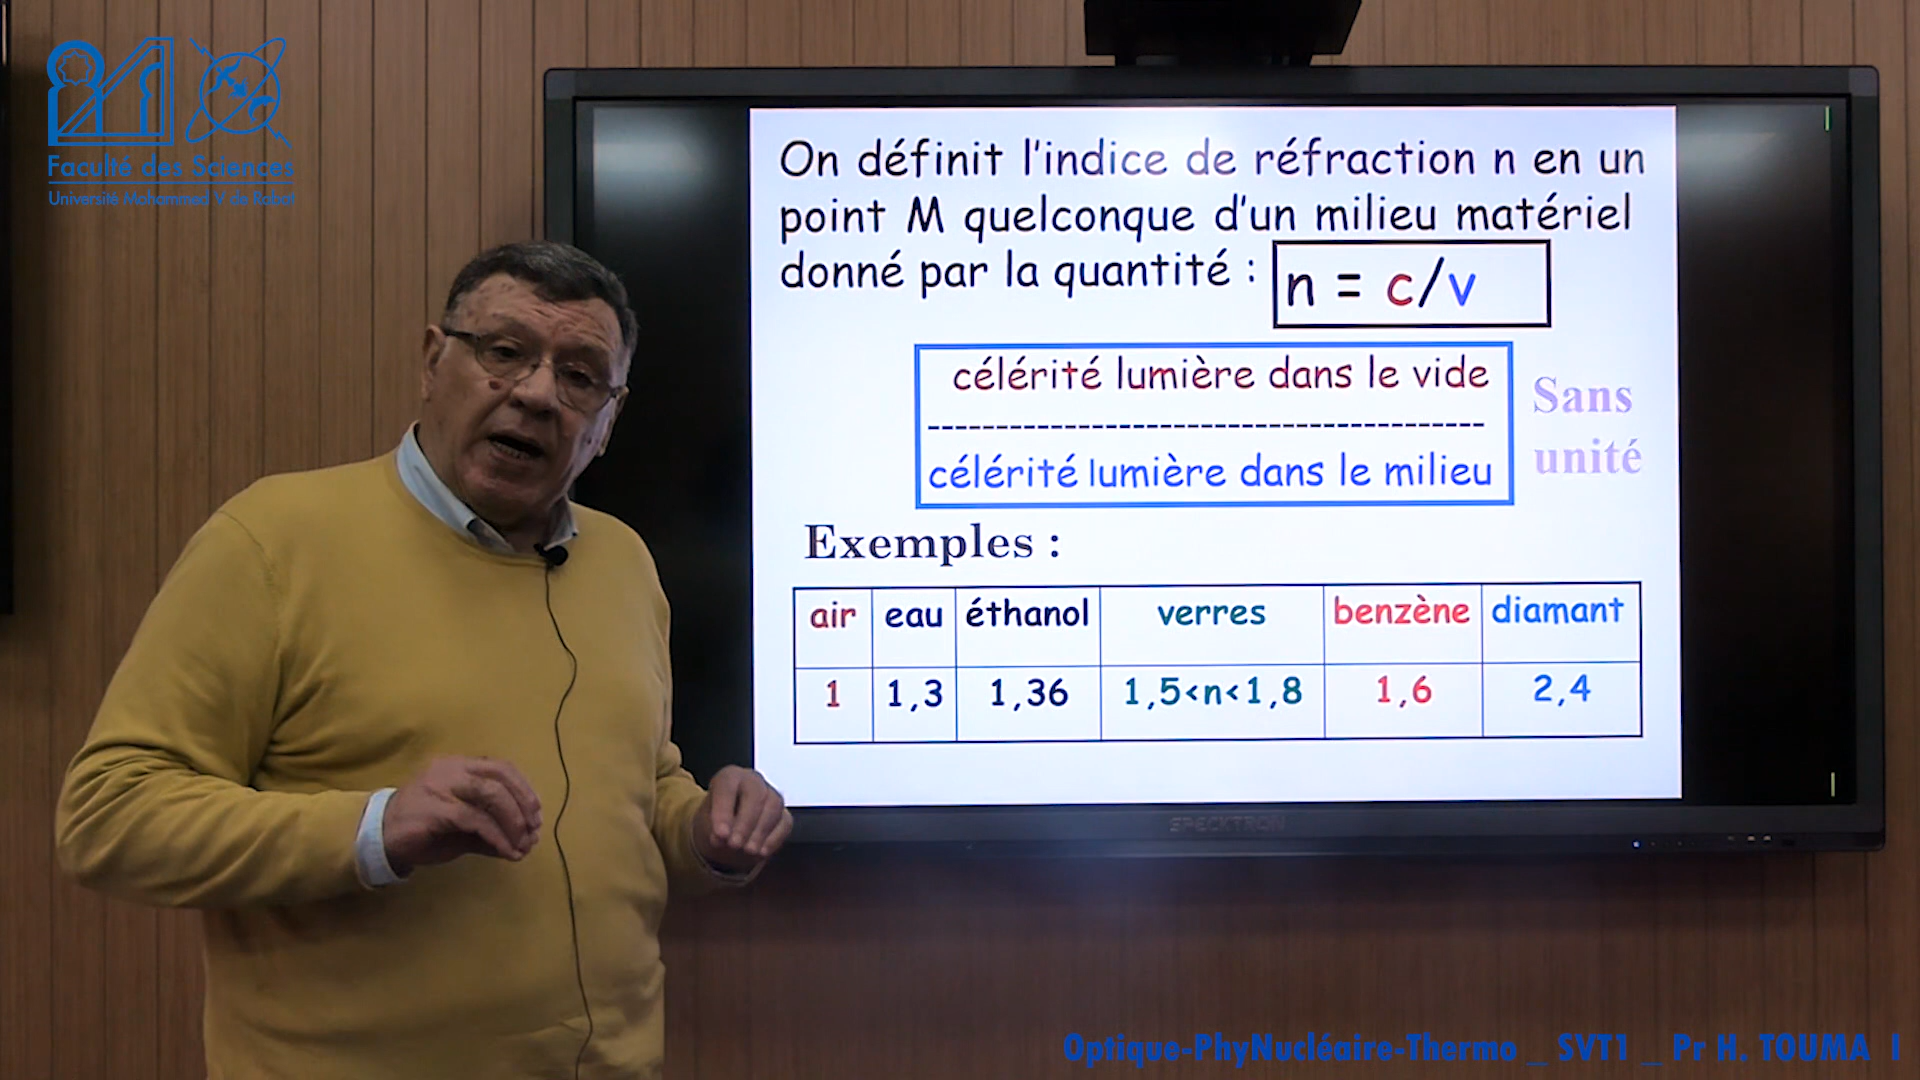 Faculté des Sciences
Université Mohammed V de Rabat
On définit l'indice de réfraction n en un
point M quelconque d'un milieu matériel
donné par la quantité :
n = c/v
célérité lumière dans le vide
----------------------------------------
célérité lumière dans le milieu
Sans
unité
Exemples :
air eau éthanol verres benzène diamant
1 1,3 1,36 1,5<n<1,8 1,6 2,4
SPECKTRON
Optique-PhyNucléaire-Thermo _ SVT1 _ Pr H. TOUMA I